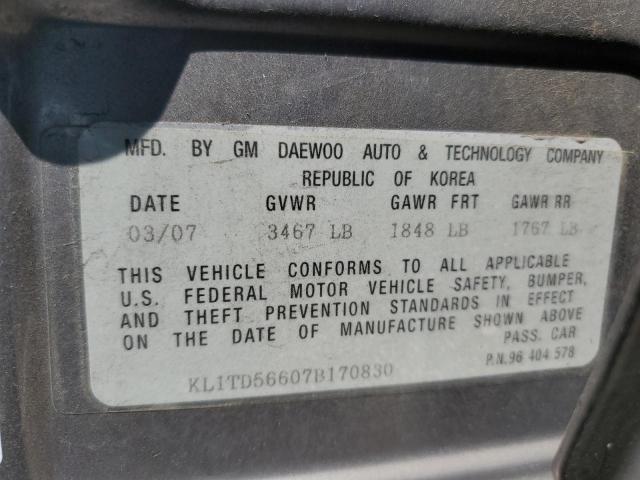 MFD. BY GM DAEWOO AUTO & TECHNOLOGY COMPANY
REPUBLIC OF KOREA
DATE GVWR GAWR FRT GAWR RR
03/07 3467 LB 1848 LB 1767 LB
THIS VEHICLE CONFORMS TO ALL APPLICABLE
U.S. FEDERAL MOTOR VEHICLE SAFETY, BUMPER,
AND THEFT PREVENTION STANDARDS IN EFFECT
ON THE DATE OF MANUFACTURE SHOWN ABOVE
PASS. CAR
P.N. 96 404 578
KL1TD56607B170830